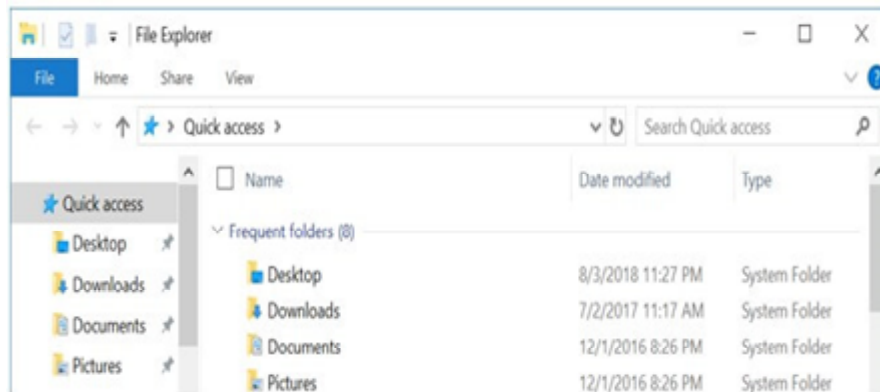 File Explorer
File Home Share View
Quick access
Search Quick access
Name Date modified Type
Quick access
Desktop
Downloads
Documents
Pictures
Frequent folders (8)
Desktop 8/3/2018 11:27 PM System Folder
Downloads 7/2/2017 11:17 AM System Folder
Documents 12/1/2016 8:26 PM System Folder
Pictures 12/1/2016 8:26 PM System Folder